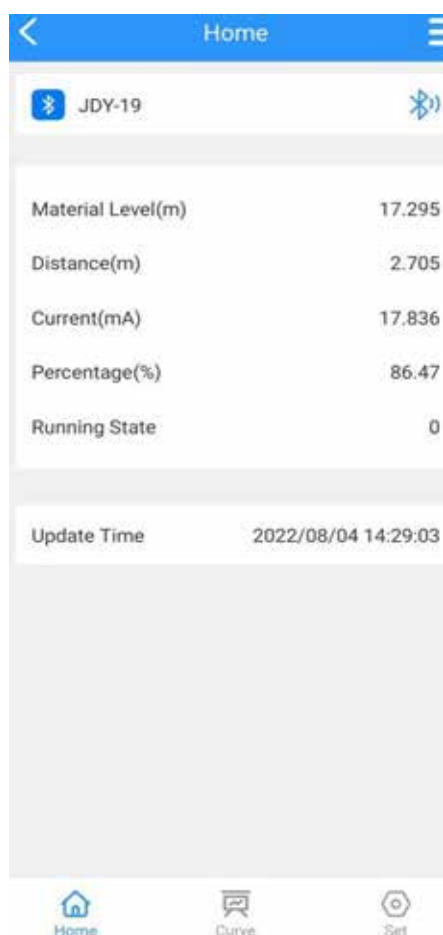 Home
JDY-19
Material Level(m) 17.295
Distance(m) 2.705
Current(mA) 17.836
Percentage(%) 86.47
Running State 0
Update Time 2022/08/04 14:29:03
Home Curve Set